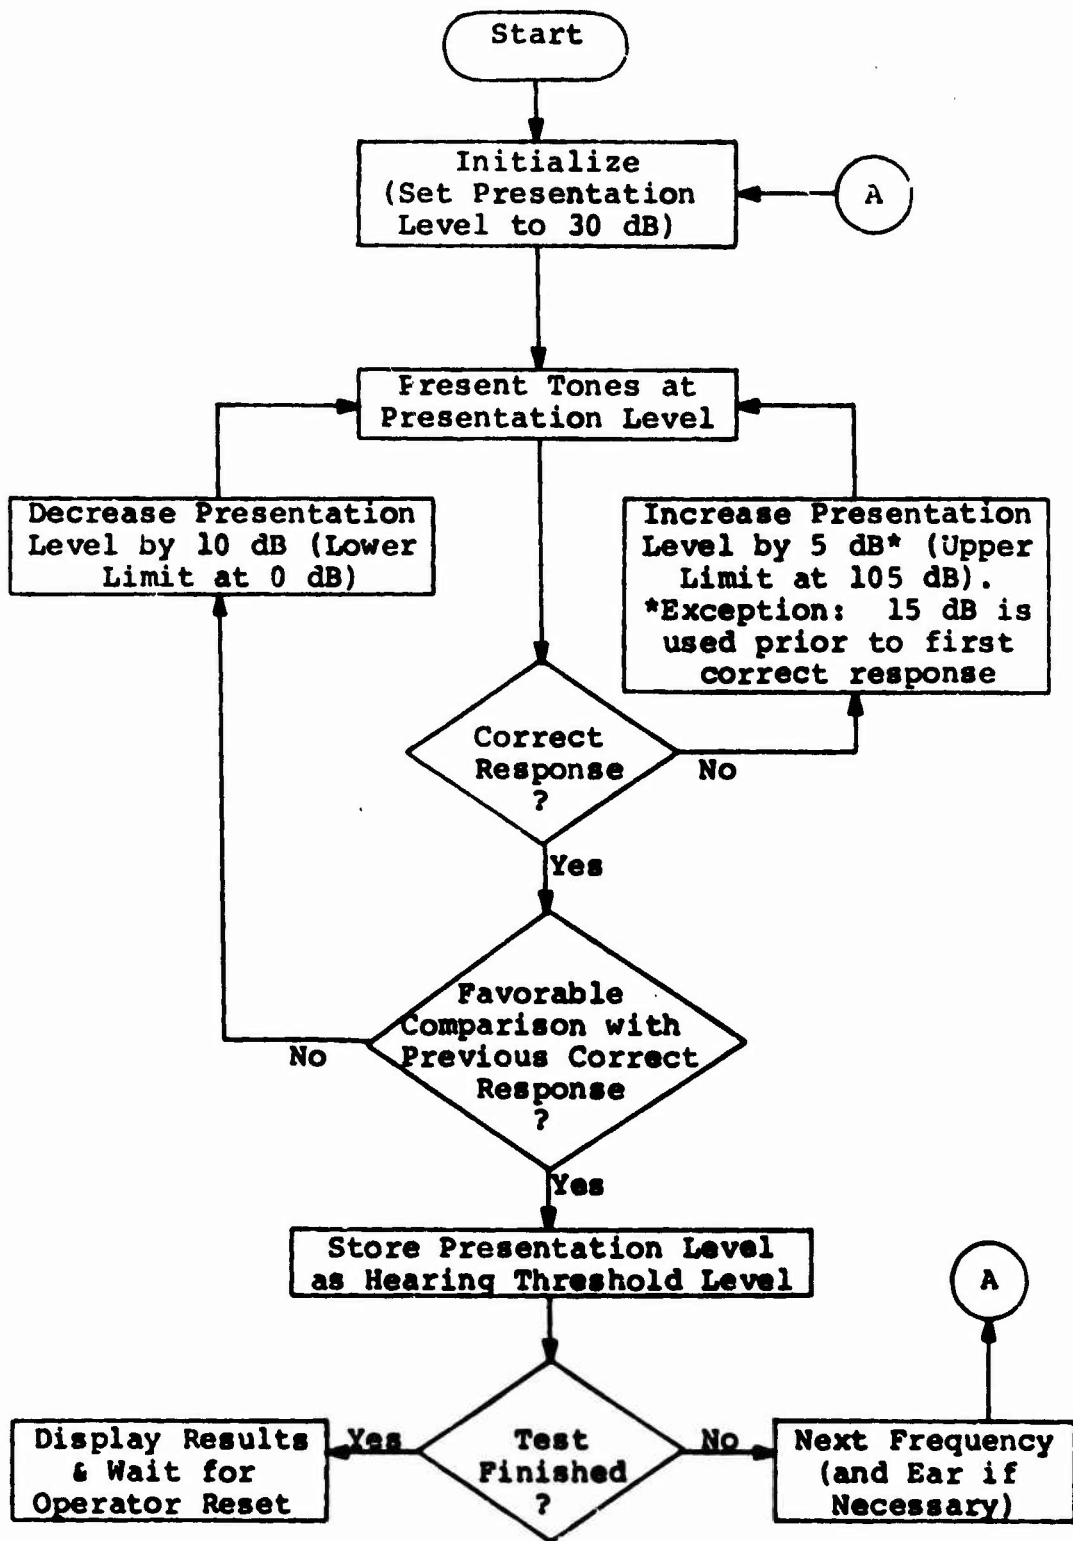 Start
Initialize
(Set Presentation
Level to 30 dB)
A
Present Tones at
Presentation Level
Decrease Presentation
Level by 10 dB (Lower
Limit at 0 dB)
Increase Presentation
Level by 5 dB* (Upper
Limit at 105 dB).
*Exception: 15 dB is
used prior to first
correct response
Correct
Response
?
No
Yes
Favorable
Comparison with
Previous Correct
Response
?
No
Yes
Store Presentation Level
as Hearing Threshold Level
A
Display Results
& Wait for
Operator Reset
Yes
Test
Finished
?
No
Next Frequency
(and Ear if
Necessary)